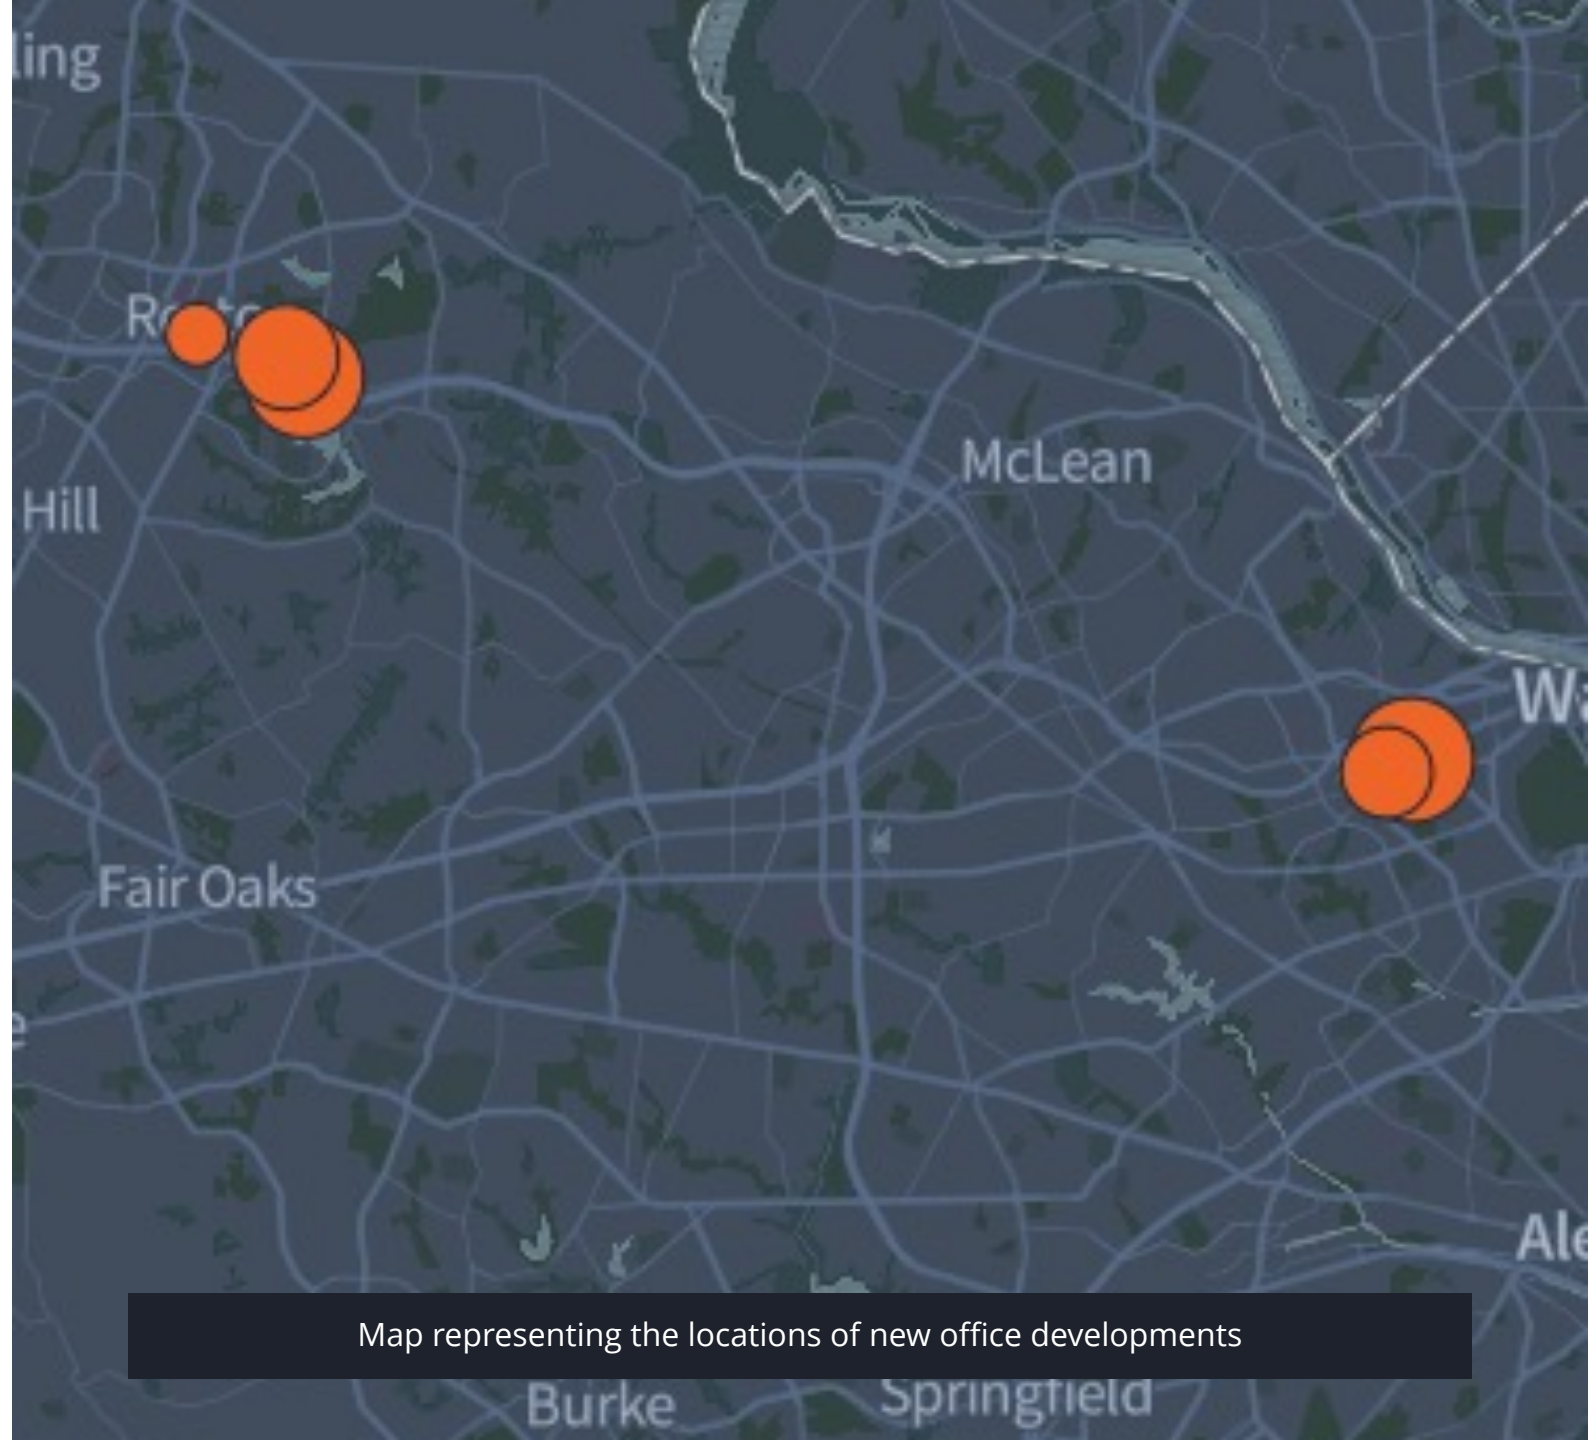 ling
McLean
Hill
Fair Oaks
Map representing the locations of new office developments
Burke
Springfield